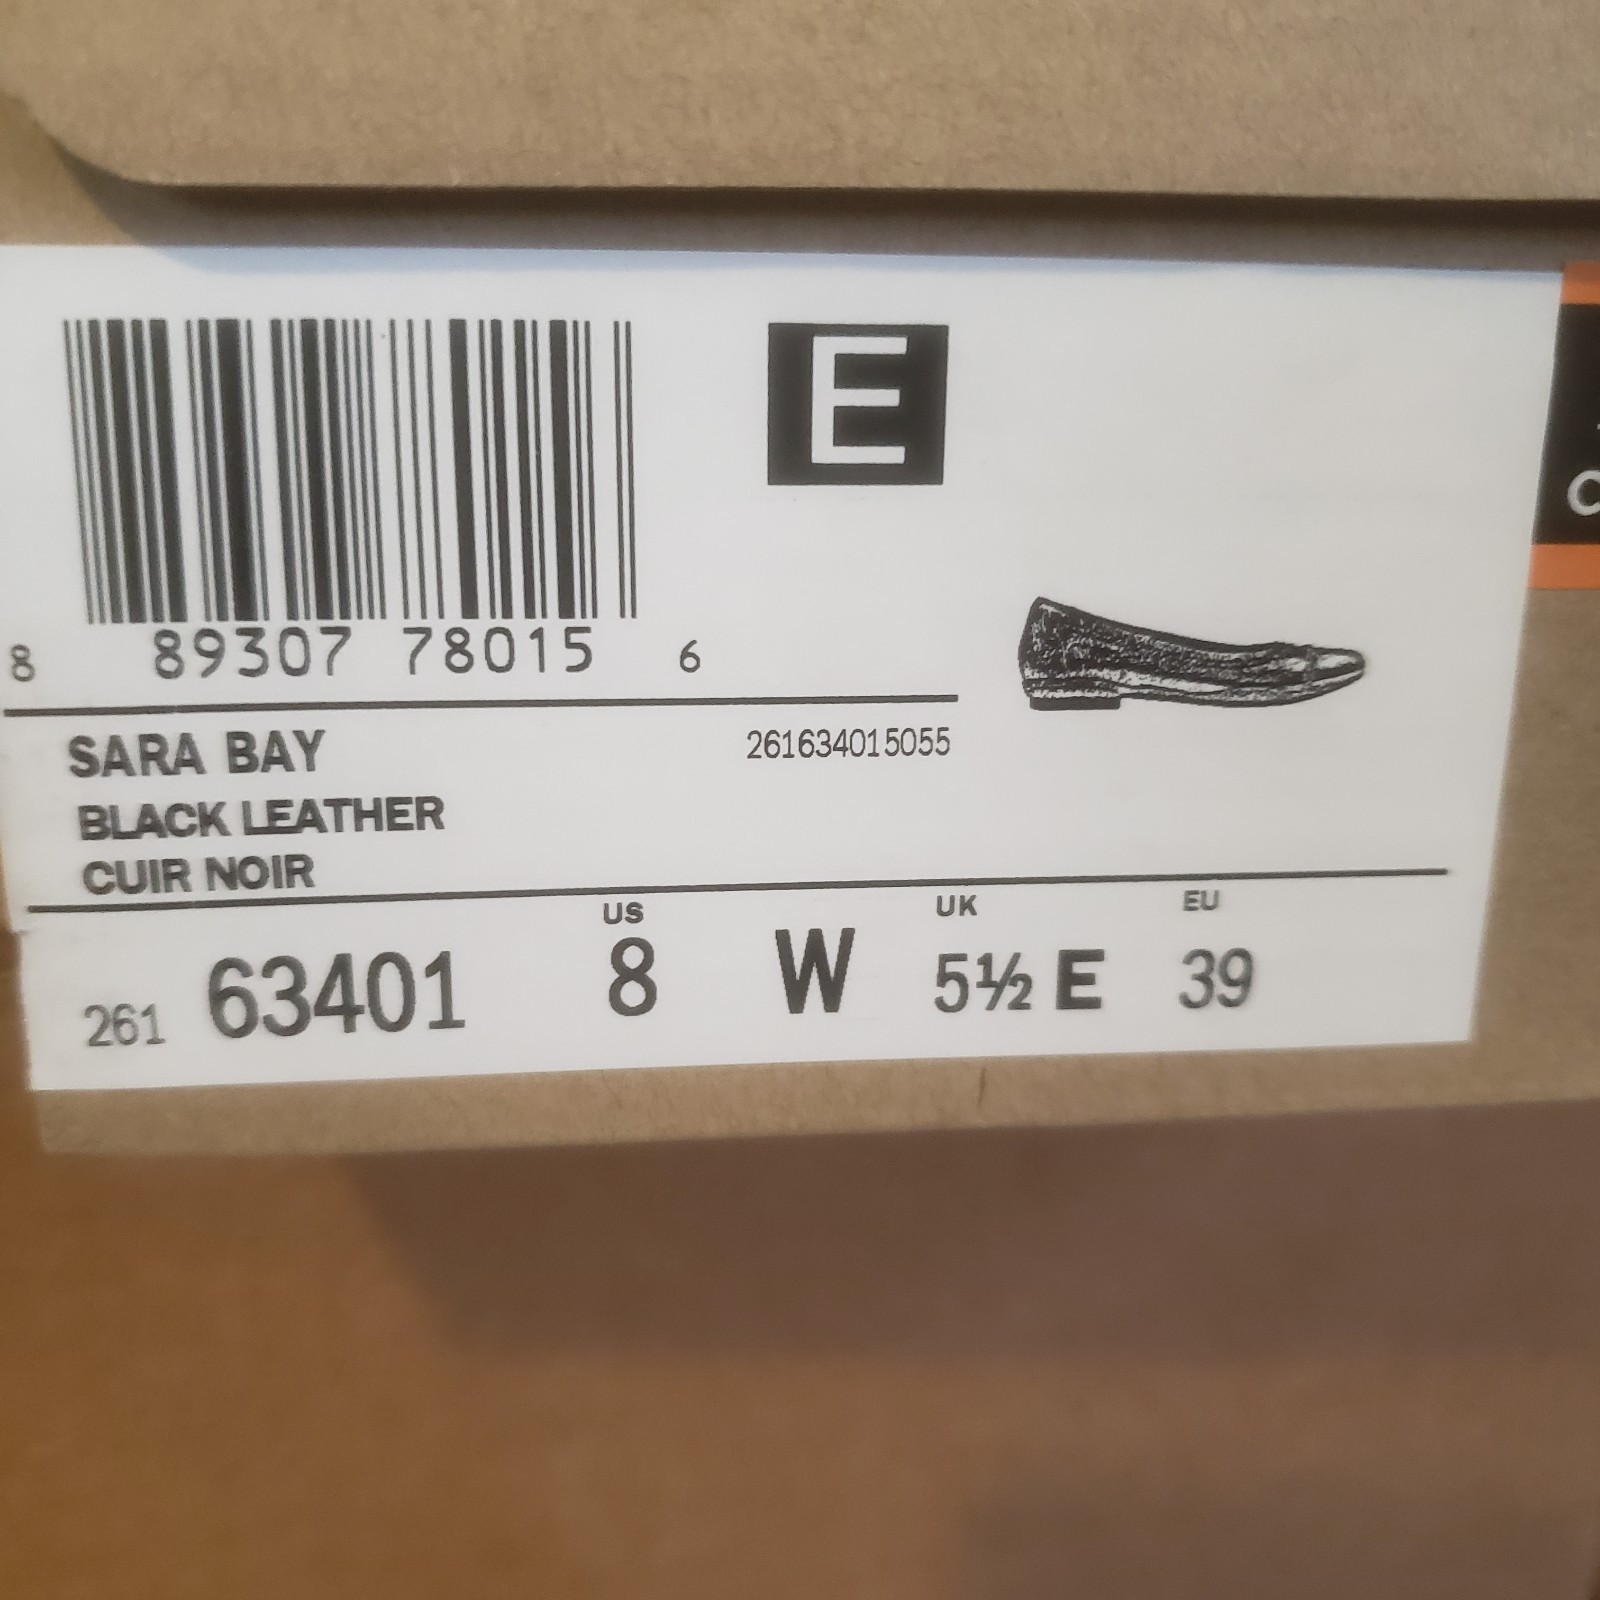 E
8 89307 78015 6
SARA BAY 261634015055
BLACK LEATHER
CUIR NOIR
US UK EU
261 63401 8 W 5½ E 39